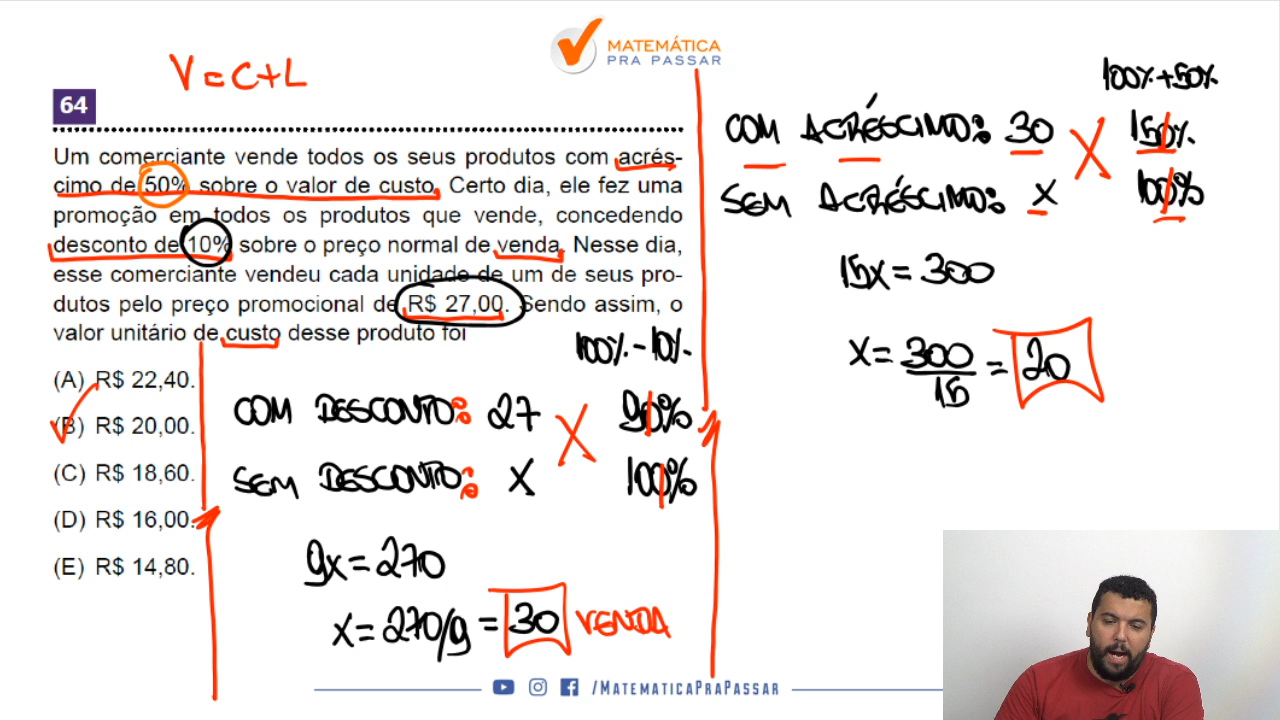 MATEMÁTICA
PRA PASSAR
V = C + L
64
Um comerciante vende todos os seus produtos com acrés-
cimo de 50% sobre o valor de custo. Certo dia, ele fez uma
promoção em todos os produtos que vende, concedendo
desconto de 10% sobre o preço normal de venda. Nesse dia,
esse comerciante vendeu cada unidade de um de seus pro-
dutos pelo preço promocional de R$ 27,00. Sendo assim, o
valor unitário de custo desse produto foi
(A) R$ 22,40.
(B) R$ 20,00.
(C) R$ 18,60.
(D) R$ 16,00.
(E) R$ 14,80.
100% - 10%
COM DESCONTO: 27 90%
SEM DESCONTO: X 100%
9x = 270
x = 270/9 = 30 VENDA
100% + 50%
COM ACRÉSCIMO: 30 150%
SEM ACRÉSCIMO: X 100%
15x = 300
x = 300/15 = 20
/MATEMATICAPRAPASSAR